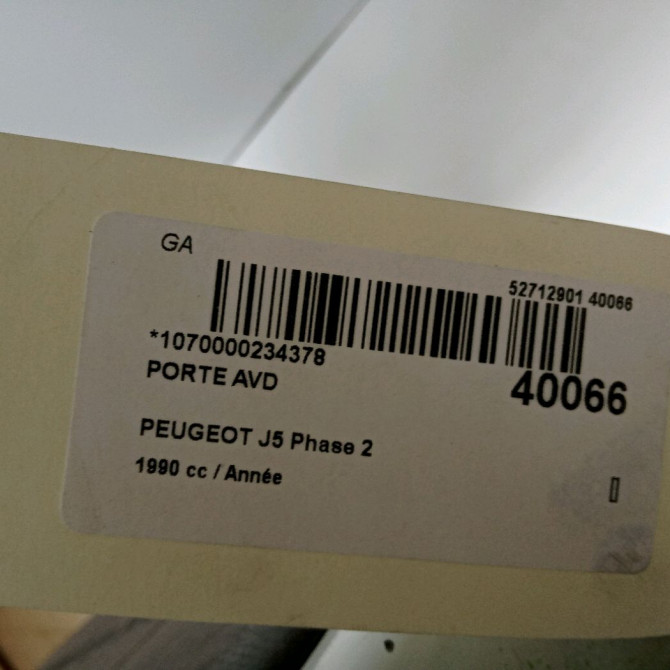 GA
52712901 40066
*1070000234378
40066
PORTE AVD
PEUGEOT J5 Phase 2
1990 cc / Année